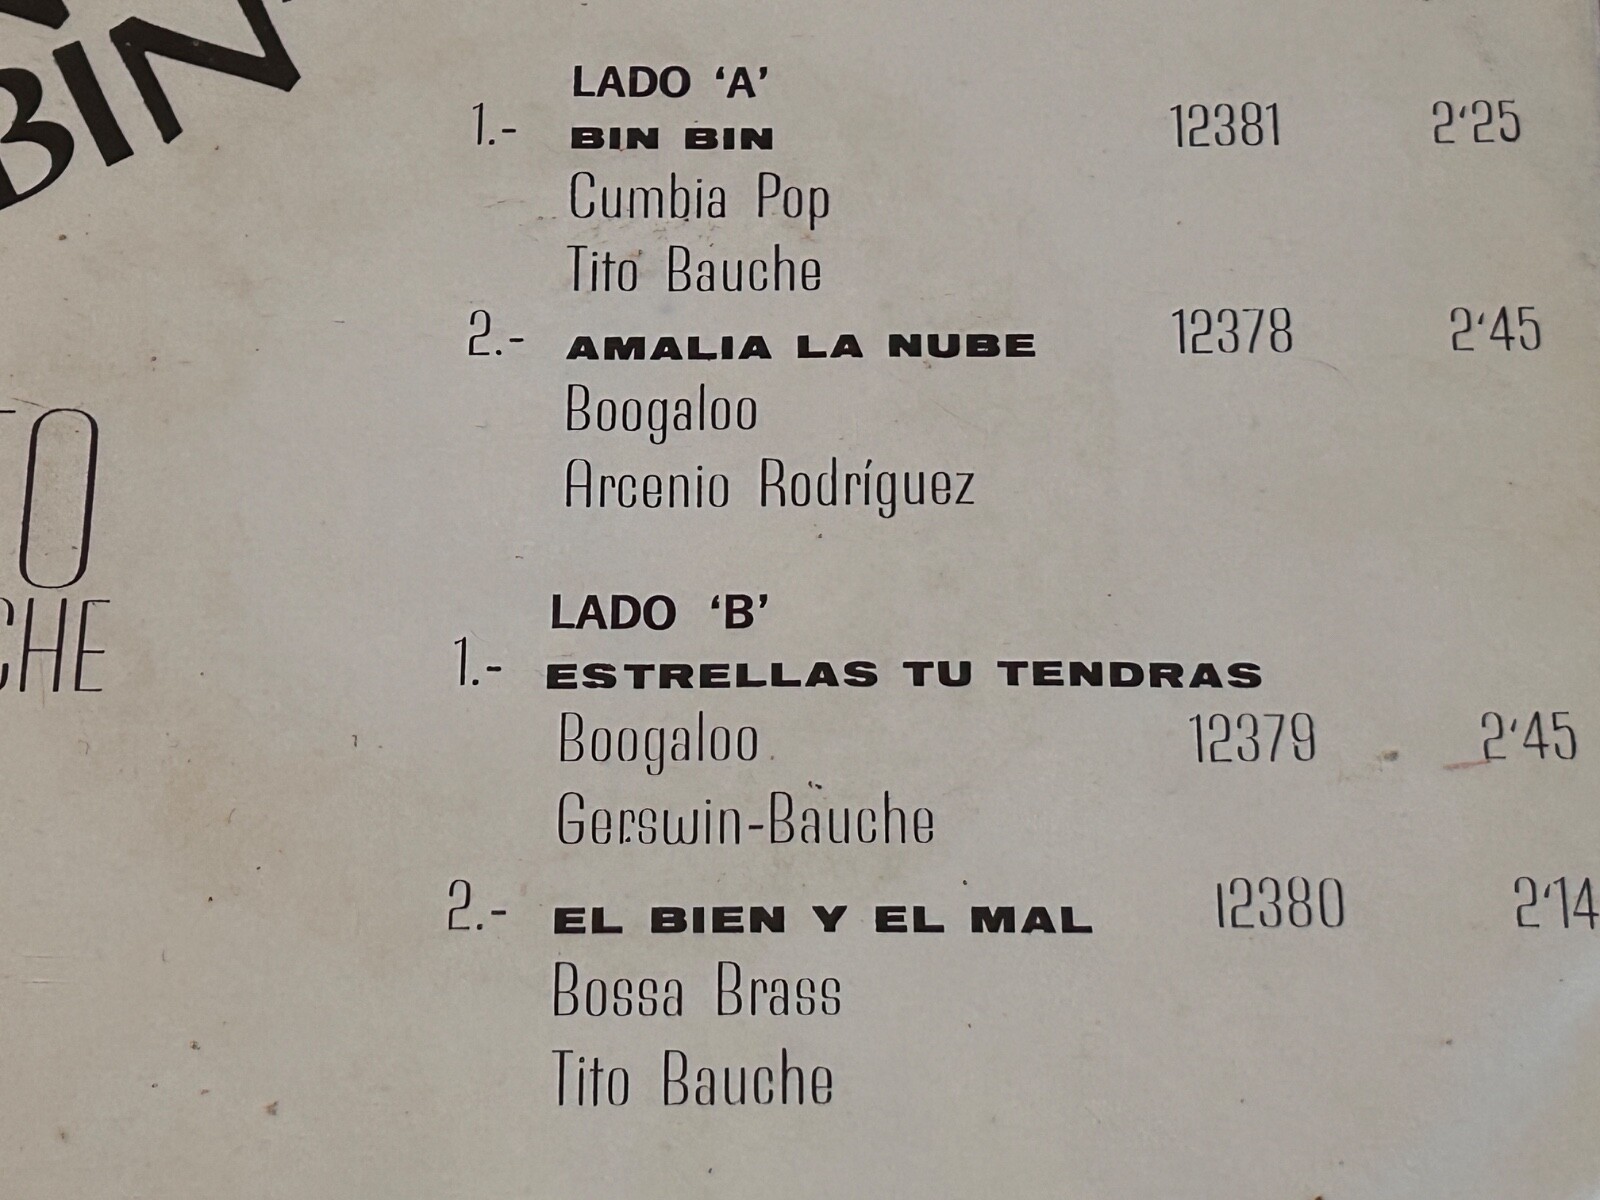 BIN
TO
CHE
LADO 'A'
1.- BIN BIN 12381 2'25
Cumbia Pop
Tito Bauche
2.- AMALIA LA NUBE 12378 2'45
Boogaloo
Arcenio Rodríguez
LADO 'B'
1.- ESTRELLAS TU TENDRAS
Boogaloo 12379 2'45
Gerswin-Bauche
2.- EL BIEN Y EL MAL 12380 2'14
Bossa Brass
Tito Bauche